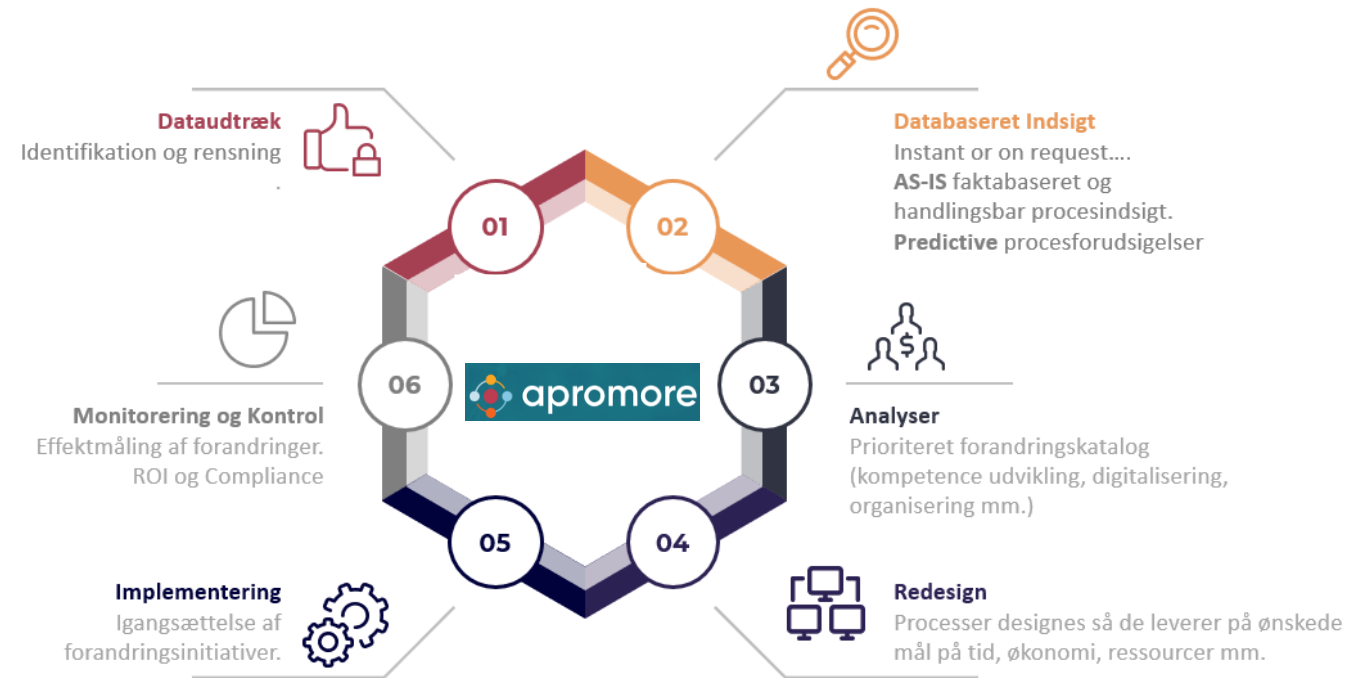 Dataudtræk
Identifikation og rensning
.
01
Databaseret Indsigt
Instant or on request....
AS-IS faktabaseret og
handlingsbar procesindsigt.
Predictive procesforudsigelser
02
Analyser
Prioriteret forandringskatalog
(kompetence udvikling, digitalisering,
organisering mm.)
03
Redesign
Processer designes så de leverer på ønskede
mål på tid, økonomi, ressourcer mm.
04
Implementering
Igangsættelse af
forandringsinitiativer.
05
Monitorering og Kontrol
Effektmåling af forandringer.
ROI og Compliance
06
apromore
$